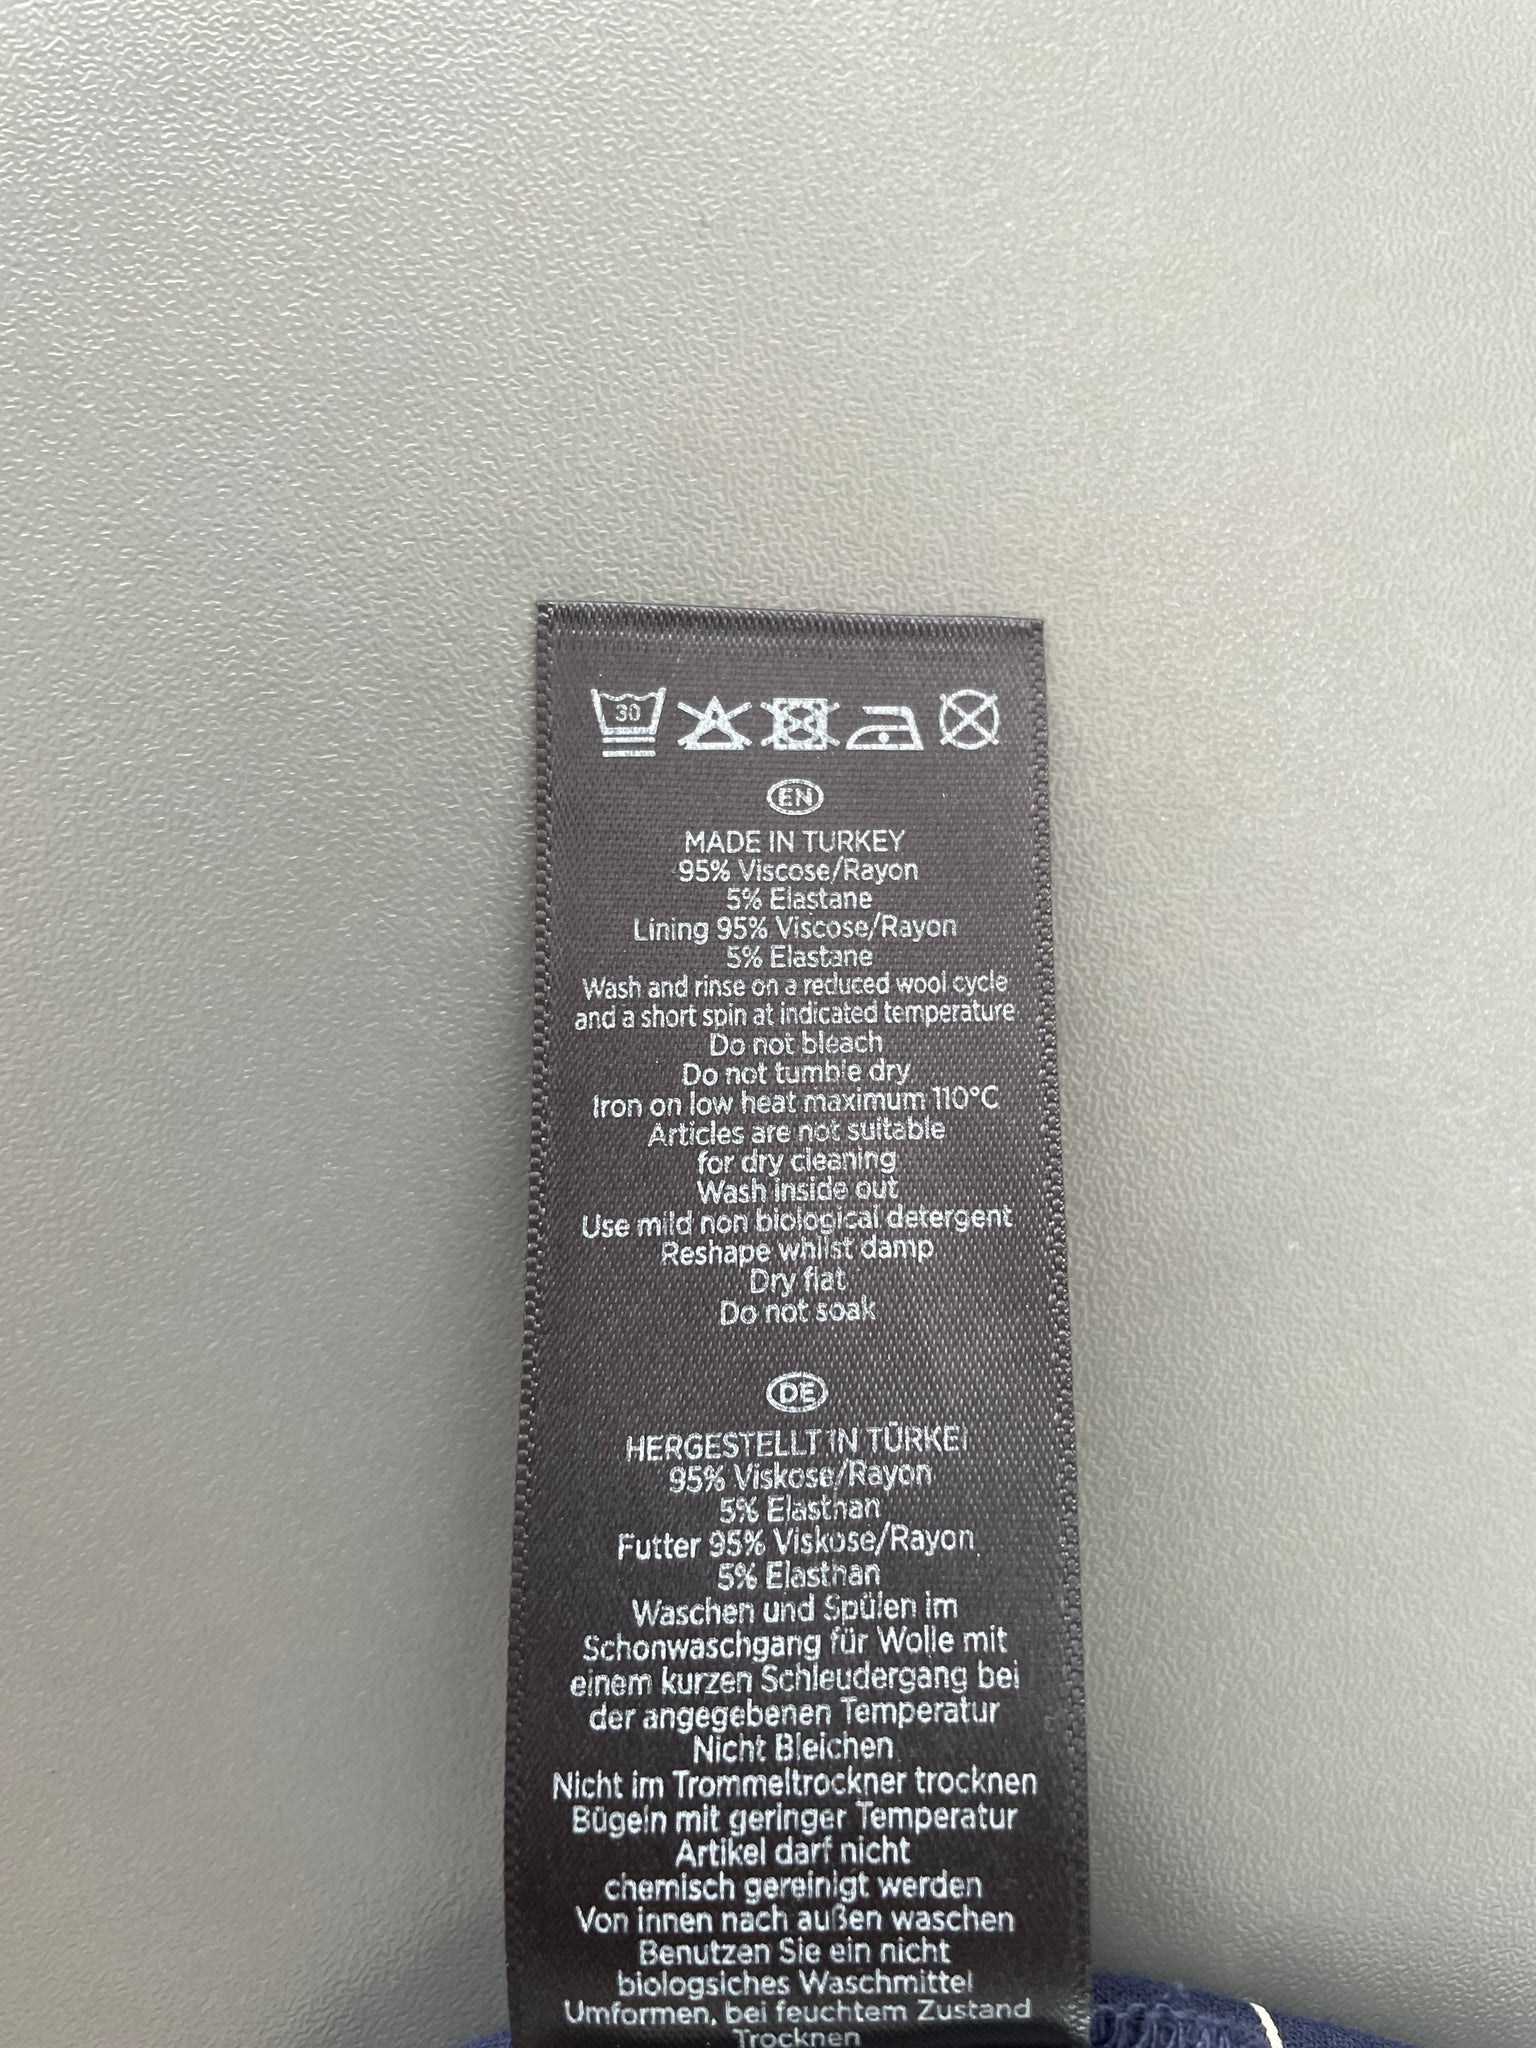 30
EN
MADE IN TURKEY
95% Viscose/Rayon
5% Elastane
Lining 95% Viscose/Rayon
5% Elastane
Wash and rinse on a reduced wool cycle
and a short spin at indicated temperature
Do not bleach
Do not tumble dry
Iron on low heat maximum 110°C
Articles are not suitable
for dry cleaning
Wash inside out
Use mild non biological detergent
Reshape whilst damp
Dry flat
Do not soak
DE
HERGESTELLT IN TÜRKEI
95% Viskose/Rayon
5% Elasthan
Futter 95% Viskose/Rayon
5% Elasthan
Waschen und Spülen im
Schonwaschgang für Wolle mit
einem kurzen Schleudergang bei
der angegebenen Temperatur
Nicht Bleichen
Nicht im Trommeltrockner trocknen
Bügeln mit geringer Temperatur
Artikel darf nicht
chemisch gereinigt werden
Von innen nach außen waschen
Benutzen Sie ein nicht
biologsiches Waschmittel
Umformen, bei feuchtem Zustand
Trocknen